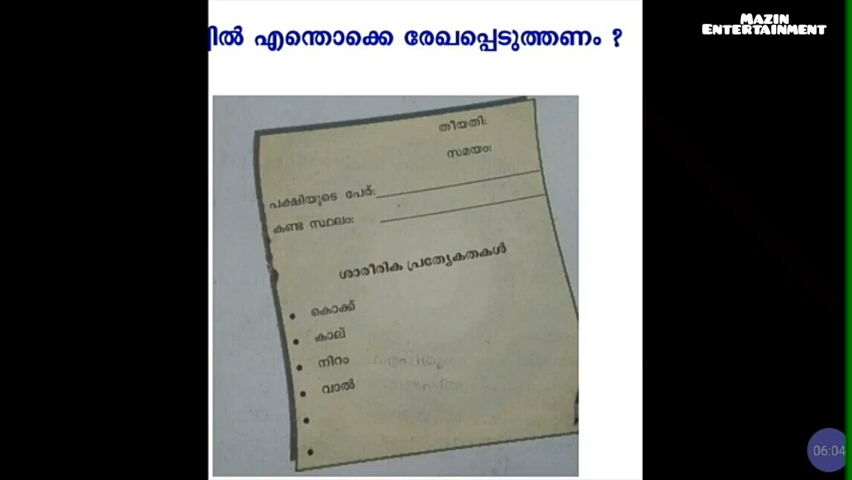 എന്തൊക്കെ രേഖപ്പെടുത്തണം ?
MAZIN
ENTERTAINMENT
തീയതി:
സമയം:
പക്ഷിയുടെ പേര്:
കണ്ട സ്ഥലം:
ശാരീരിക പ്രത്യേകതകൾ
• കൊക്ക്
• കാല്
• നിറം
• വാൽ
•
•
06:04